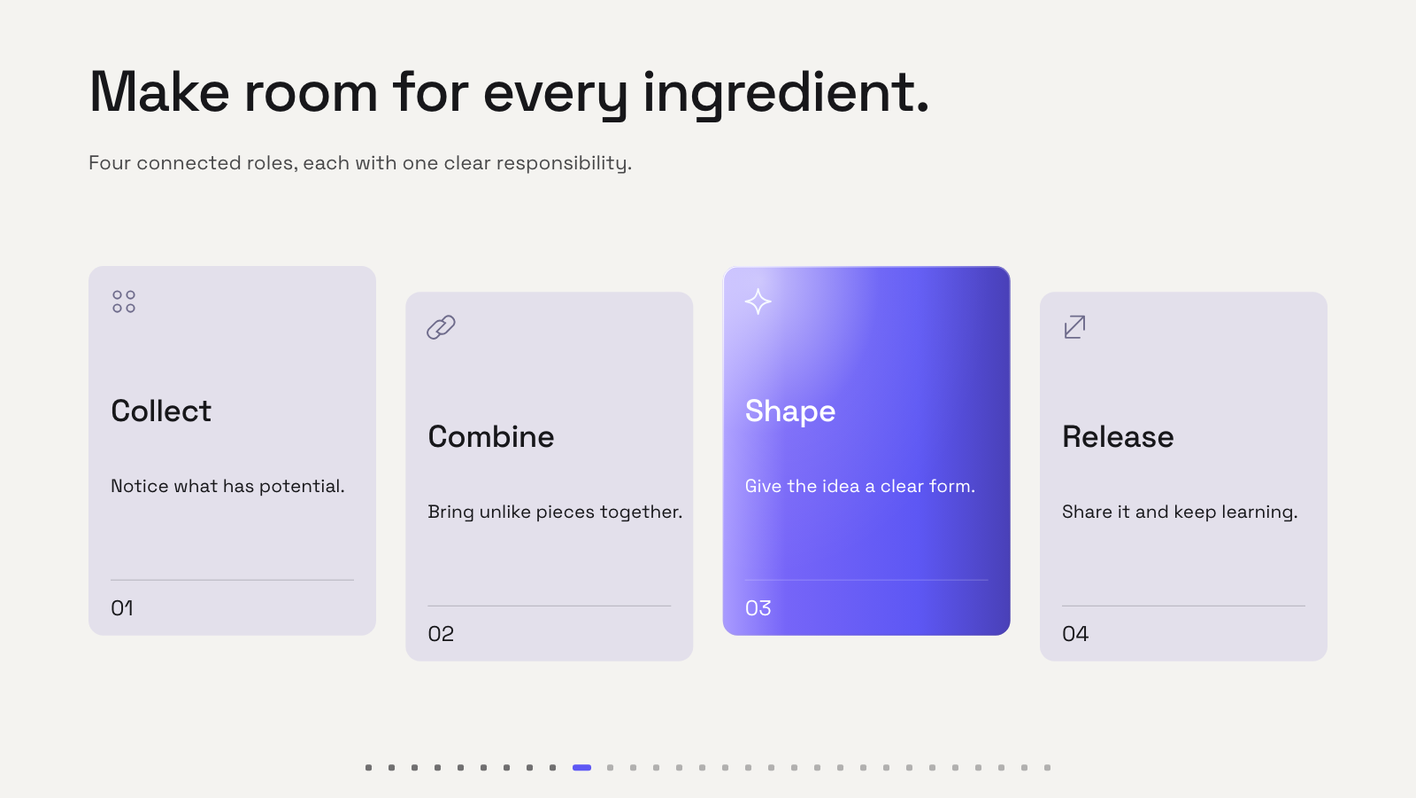 Make room for every ingredient.
Four connected roles, each with one clear responsibility.
Collect
Notice what has potential.
01
Combine
Bring unlike pieces together.
02
Shape
Give the idea a clear form.
03
Release
Share it and keep learning.
04